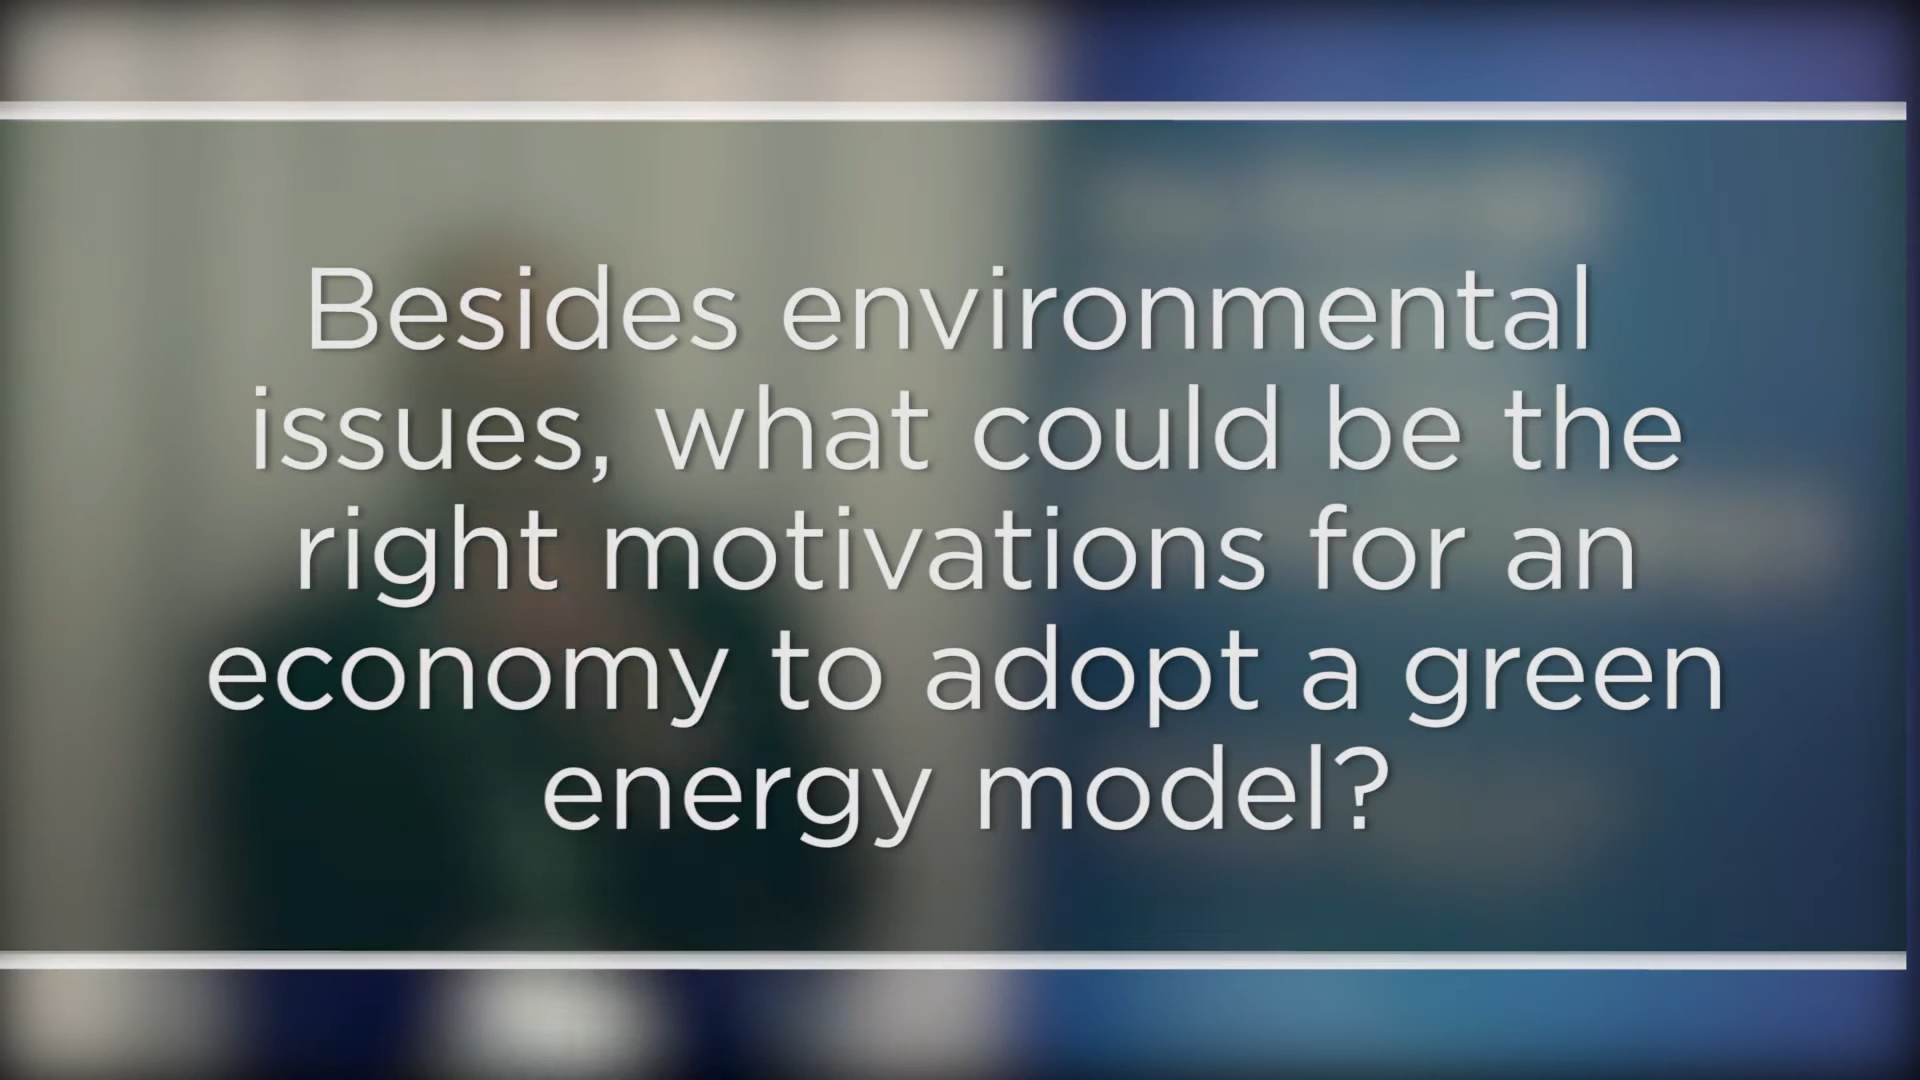 Besides environmental
issues, what could be the
right motivations for an
economy to adopt a green
energy model?